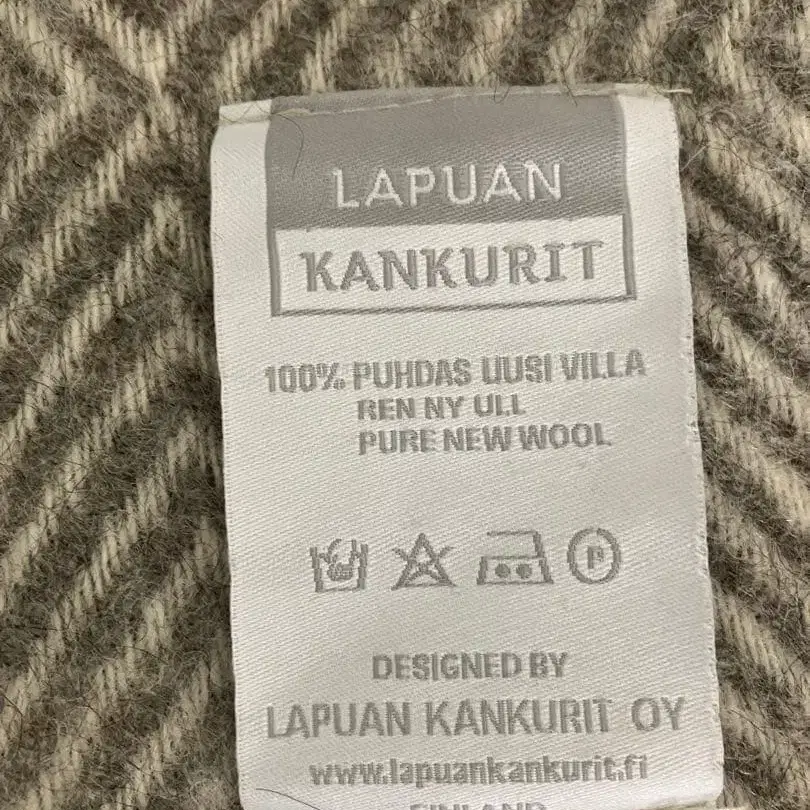 LAPUAN
KANKURIT
100% PUHDAS UUSI VILLA
REN NY ULL
PURE NEW WOOL
P
DESIGNED BY
LAPUAN KANKURIT OY
www.lapuankankurit.fi
FINLAND